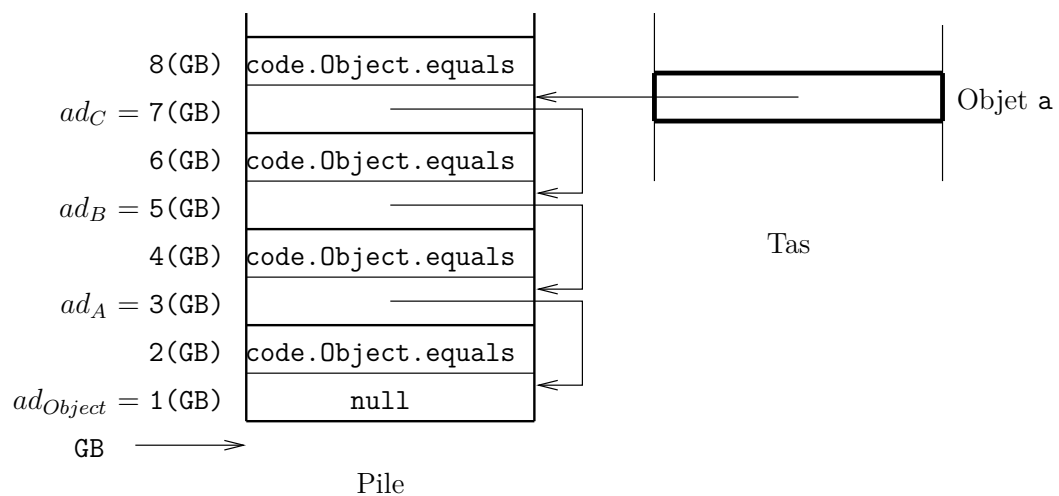 8(GB) code.Object.equals
ad_C = 7(GB) Objet a
6(GB) code.Object.equals
ad_B = 5(GB)
Tas
4(GB) code.Object.equals
ad_A = 3(GB)
2(GB) code.Object.equals
ad_Object = 1(GB) null
GB
Pile